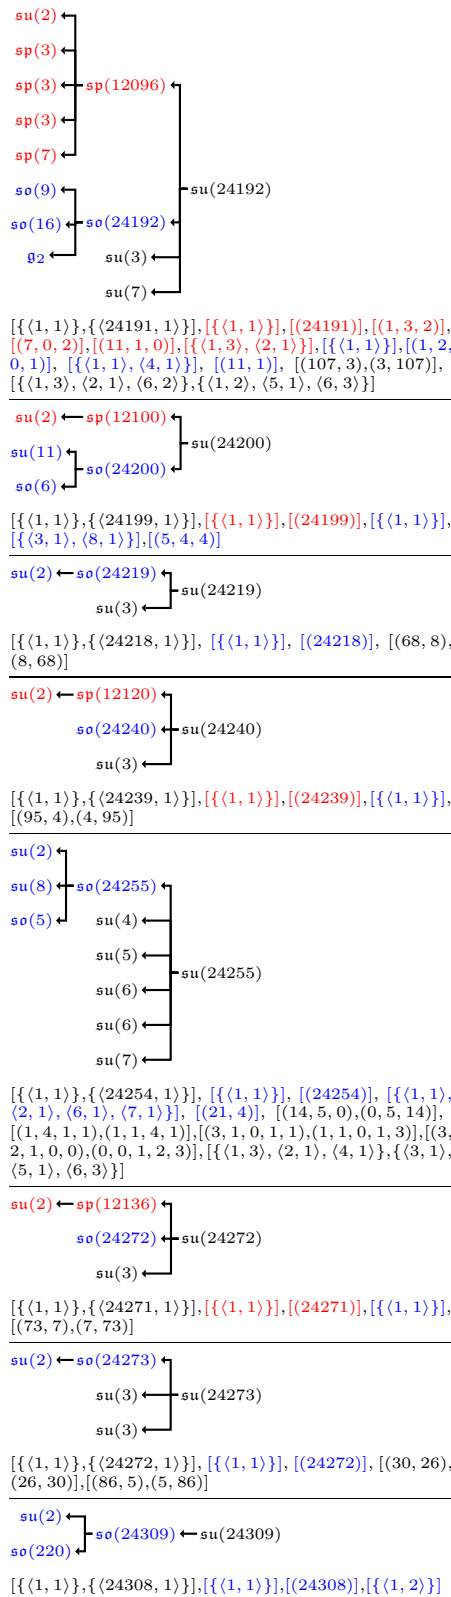 𝔰𝔲(2)
𝔰𝔭(3)
𝔰𝔭(3) 𝔰𝔭(12096)
𝔰𝔭(3)
𝔰𝔭(7)
𝔰𝔬(9) 𝔰𝔲(24192)
𝔰𝔬(16) 𝔰𝔬(24192)
𝔤₂ 𝔰𝔲(3)
𝔰𝔲(7)
[{⟨1, 1⟩},{⟨24191, 1⟩}],[{⟨1, 1⟩}],[(24191)],[(1, 3, 2)],
[(7, 0, 2)],[(11, 1, 0)],[{⟨1, 3⟩, ⟨2, 1⟩}],[{⟨1, 1⟩}],[(1, 2,
0, 1)], [{⟨1, 1⟩, ⟨4, 1⟩}], [(11, 1)], [(107, 3),(3, 107)],
[{⟨1, 3⟩, ⟨2, 1⟩, ⟨6, 2⟩},{⟨1, 2⟩, ⟨5, 1⟩, ⟨6, 3⟩}]
𝔰𝔲(2) 𝔰𝔭(12100)
𝔰𝔲(24200)
𝔰𝔲(11)
𝔰𝔬(24200)
𝔰𝔬(6)
[{⟨1, 1⟩},{⟨24199, 1⟩}],[{⟨1, 1⟩}],[(24199)],[{⟨1, 1⟩}],
[{⟨3, 1⟩, ⟨8, 1⟩}],[(5, 4, 4)]
𝔰𝔲(2) 𝔰𝔬(24219)
𝔰𝔲(24219)
𝔰𝔲(3)
[{⟨1, 1⟩},{⟨24218, 1⟩}], [{⟨1, 1⟩}], [(24218)], [(68, 8),
(8, 68)]
𝔰𝔲(2) 𝔰𝔭(12120)
𝔰𝔬(24240) 𝔰𝔲(24240)
𝔰𝔲(3)
[{⟨1, 1⟩},{⟨24239, 1⟩}],[{⟨1, 1⟩}],[(24239)],[{⟨1, 1⟩}],
[(95, 4),(4, 95)]
𝔰𝔲(2)
𝔰𝔲(8) 𝔰𝔬(24255)
𝔰𝔬(5) 𝔰𝔲(4)
𝔰𝔲(5)
𝔰𝔲(24255)
𝔰𝔲(6)
𝔰𝔲(6)
𝔰𝔲(7)
[{⟨1, 1⟩},{⟨24254, 1⟩}], [{⟨1, 1⟩}], [(24254)], [{⟨1, 1⟩,
⟨2, 1⟩, ⟨6, 1⟩, ⟨7, 1⟩}], [(21, 4)], [(14, 5, 0),(0, 5, 14)],
[(1, 4, 1, 1),(1, 1, 4, 1)],[(3, 1, 0, 1, 1),(1, 1, 0, 1, 3)],[(3,
2, 1, 0, 0),(0, 0, 1, 2, 3)],[{⟨1, 3⟩, ⟨2, 1⟩, ⟨4, 1⟩},{⟨3, 1⟩,
⟨5, 1⟩, ⟨6, 3⟩}]
𝔰𝔲(2) 𝔰𝔭(12136)
𝔰𝔬(24272) 𝔰𝔲(24272)
𝔰𝔲(3)
[{⟨1, 1⟩},{⟨24271, 1⟩}],[{⟨1, 1⟩}],[(24271)],[{⟨1, 1⟩}],
[(73, 7),(7, 73)]
𝔰𝔲(2) 𝔰𝔬(24273)
𝔰𝔲(3) 𝔰𝔲(24273)
𝔰𝔲(3)
[{⟨1, 1⟩},{⟨24272, 1⟩}], [{⟨1, 1⟩}], [(24272)], [(30, 26),
(26, 30)],[(86, 5),(5, 86)]
𝔰𝔲(2)
𝔰𝔬(24309) 𝔰𝔲(24309)
𝔰𝔬(220)
[{⟨1, 1⟩},{⟨24308, 1⟩}],[{⟨1, 1⟩}],[(24308)],[{⟨1, 2⟩}]